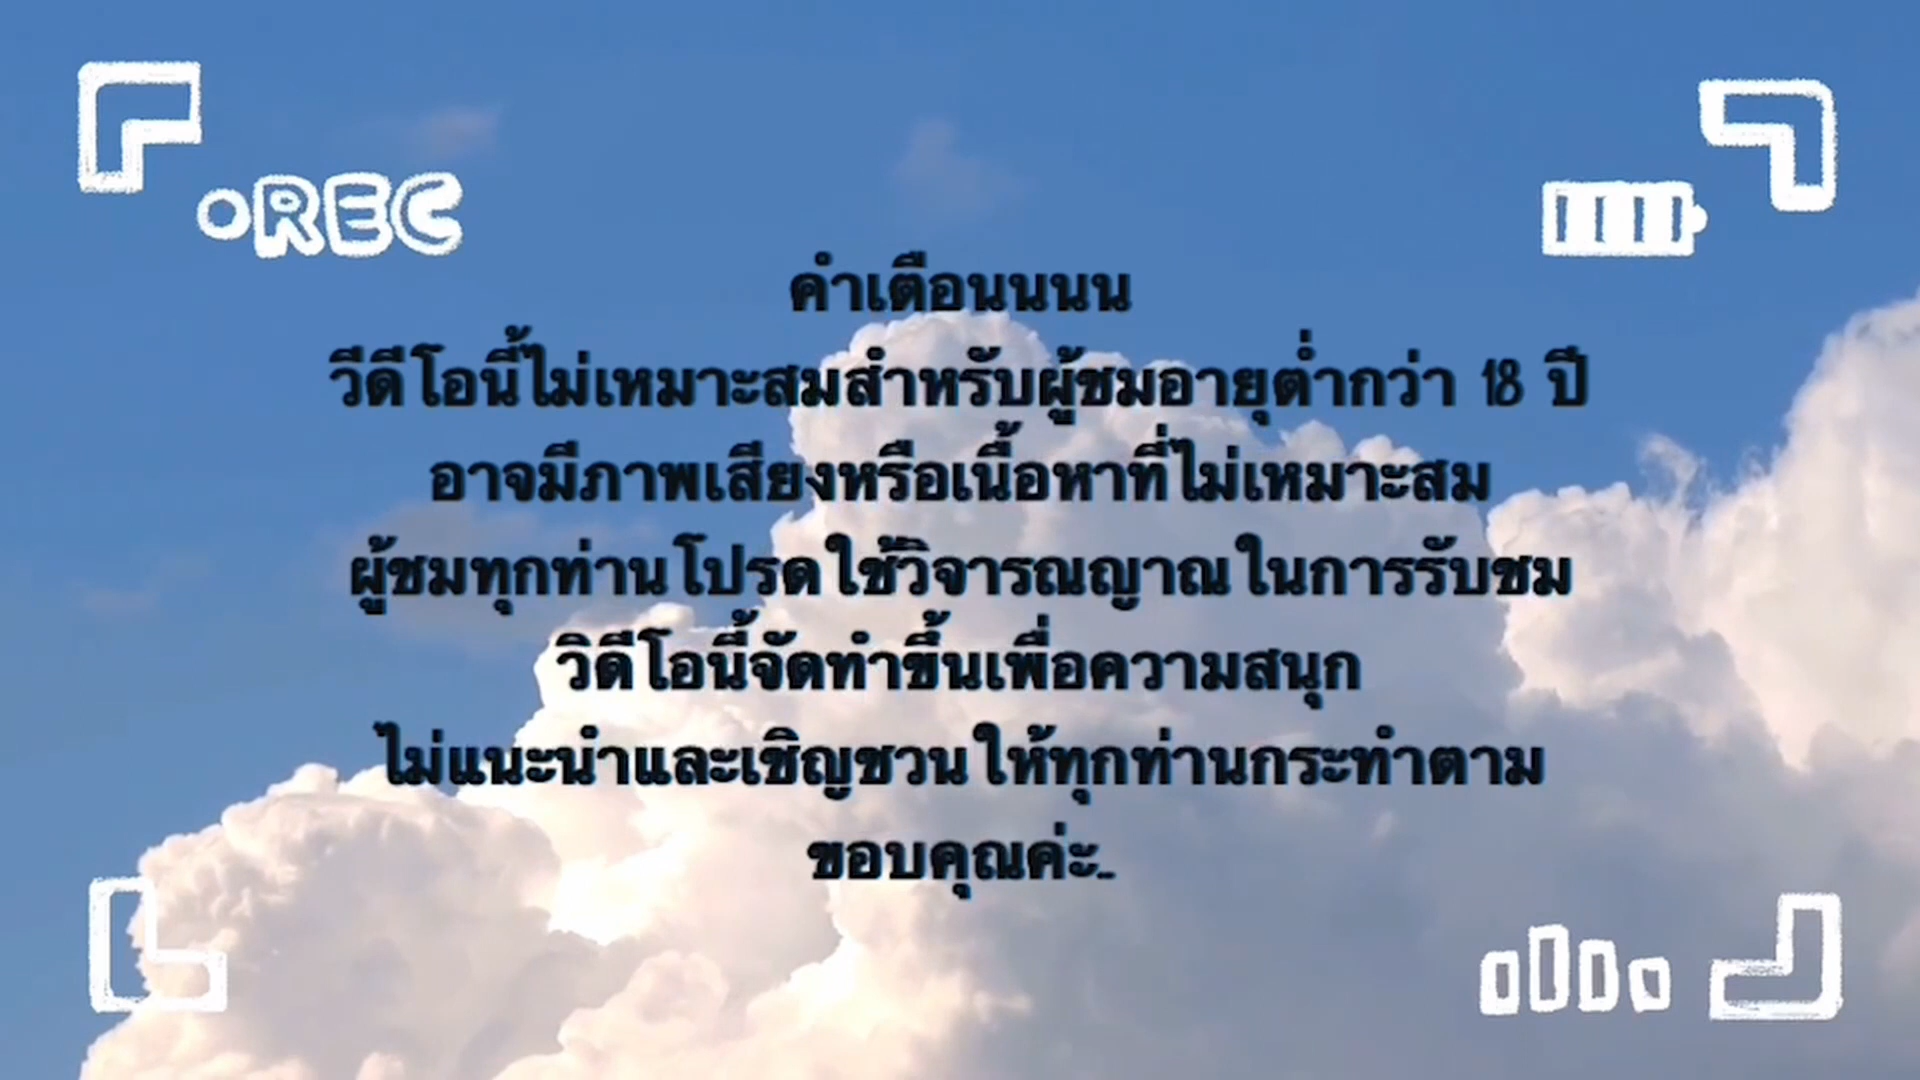 REC
คำเตือนนนน
วีดีโอนี้ไม่เหมาะสมสำหรับผู้ชมอายุต่ำกว่า 18 ปี
อาจมีภาพเสียงหรือเนื้อหาที่ไม่เหมาะสม
ผู้ชมทุกท่านโปรดใช้วิจารณญาณในการรับชม
วิดีโอนี้จัดทำขึ้นเพื่อความสนุก
ไม่แนะนำและเชิญชวนให้ทุกท่านกระทำตาม
ขอบคุณค่ะ..